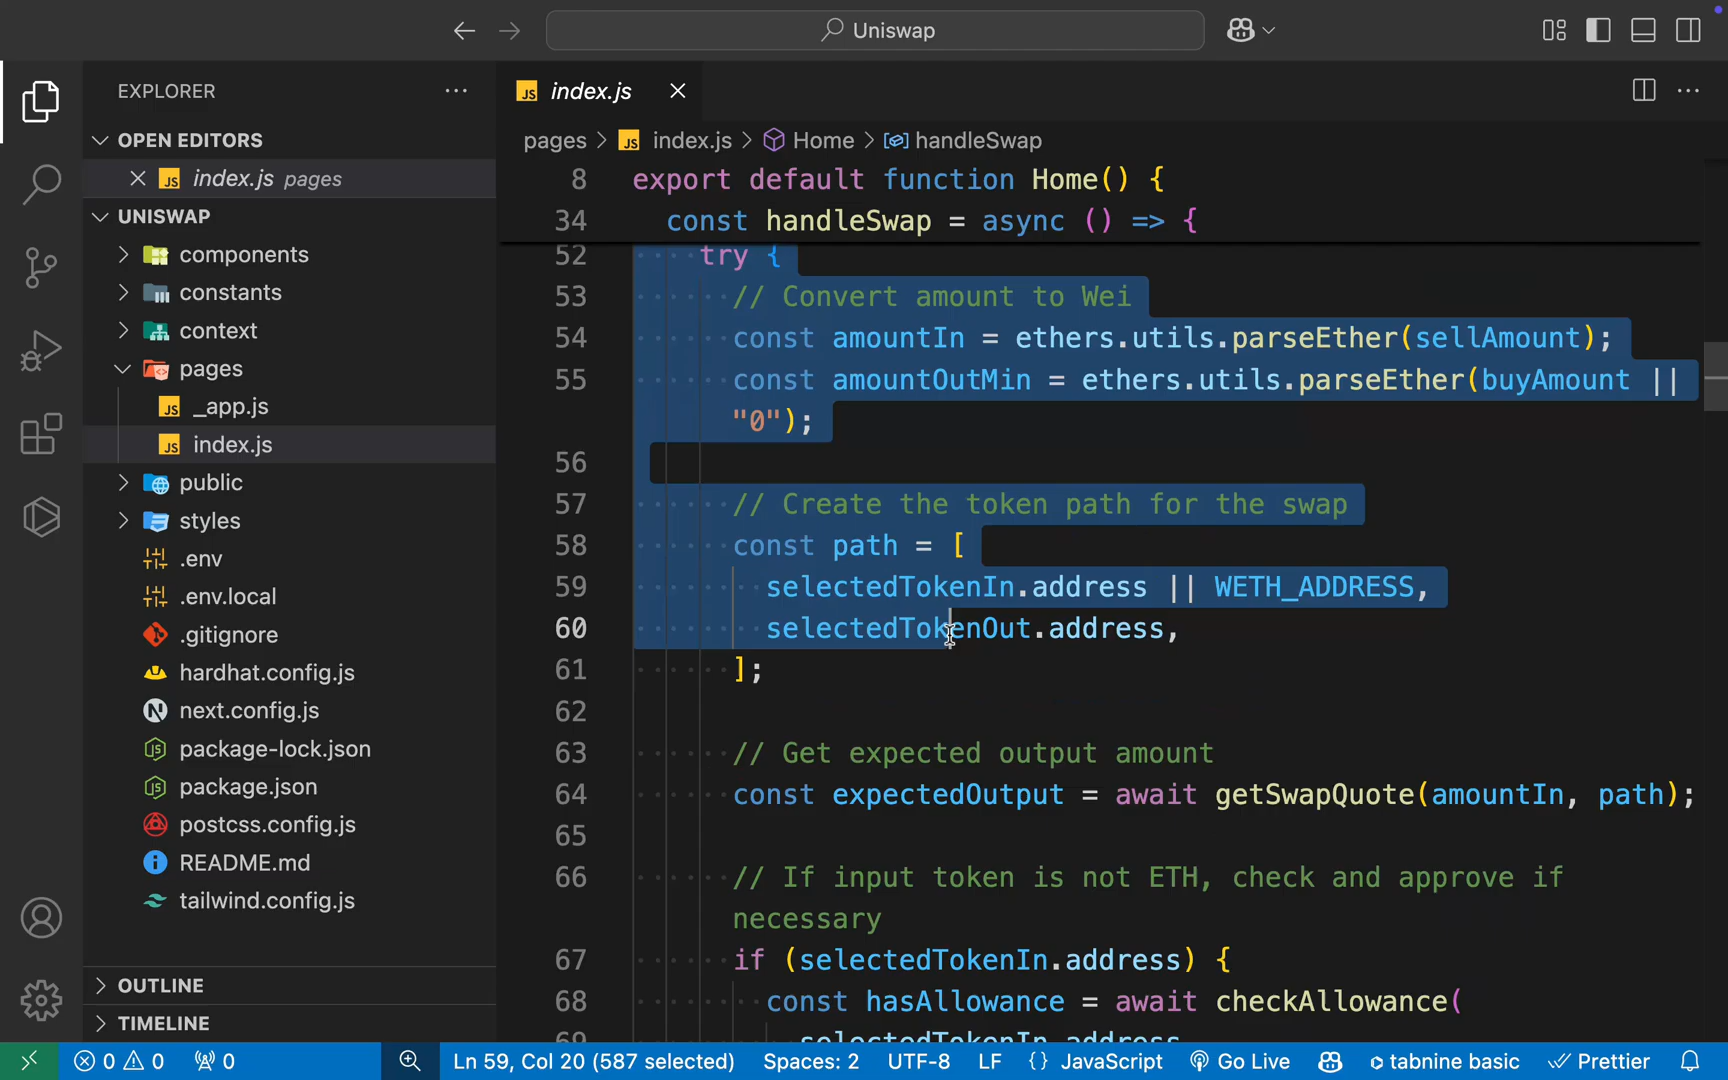 Uniswap
EXPLORER
OPEN EDITORS
index.js pages
UNISWAP
components
constants
context
pages
_app.js
index.js
public
styles
.env
.env.local
.gitignore
hardhat.config.js
next.config.js
package-lock.json
package.json
postcss.config.js
README.md
tailwind.config.js
OUTLINE
TIMELINE
JS index.js
pages > JS index.js > Home > handleSwap
8 export default function Home() {
34 const handleSwap = async () => {
52 try {
53 // Convert amount to Wei
54 const amountIn = ethers.utils.parseEther(sellAmount);
55 const amountOutMin = ethers.utils.parseEther(buyAmount ||
"0");
56
57 // Create the token path for the swap
58 const path = [
59 selectedTokenIn.address || WETH_ADDRESS,
60 selectedTokenOut.address,
61 ];
62
63 // Get expected output amount
64 const expectedOutput = await getSwapQuote(amountIn, path);
65
66 // If input token is not ETH, check and approve if
necessary
67 if (selectedTokenIn.address) {
68 const hasAllowance = await checkAllowance(
69 selectedTokenIn.address
0 0 0 Ln 59, Col 20 (587 selected) Spaces: 2 UTF-8 LF {} JavaScript Go Live tabnine basic Prettier